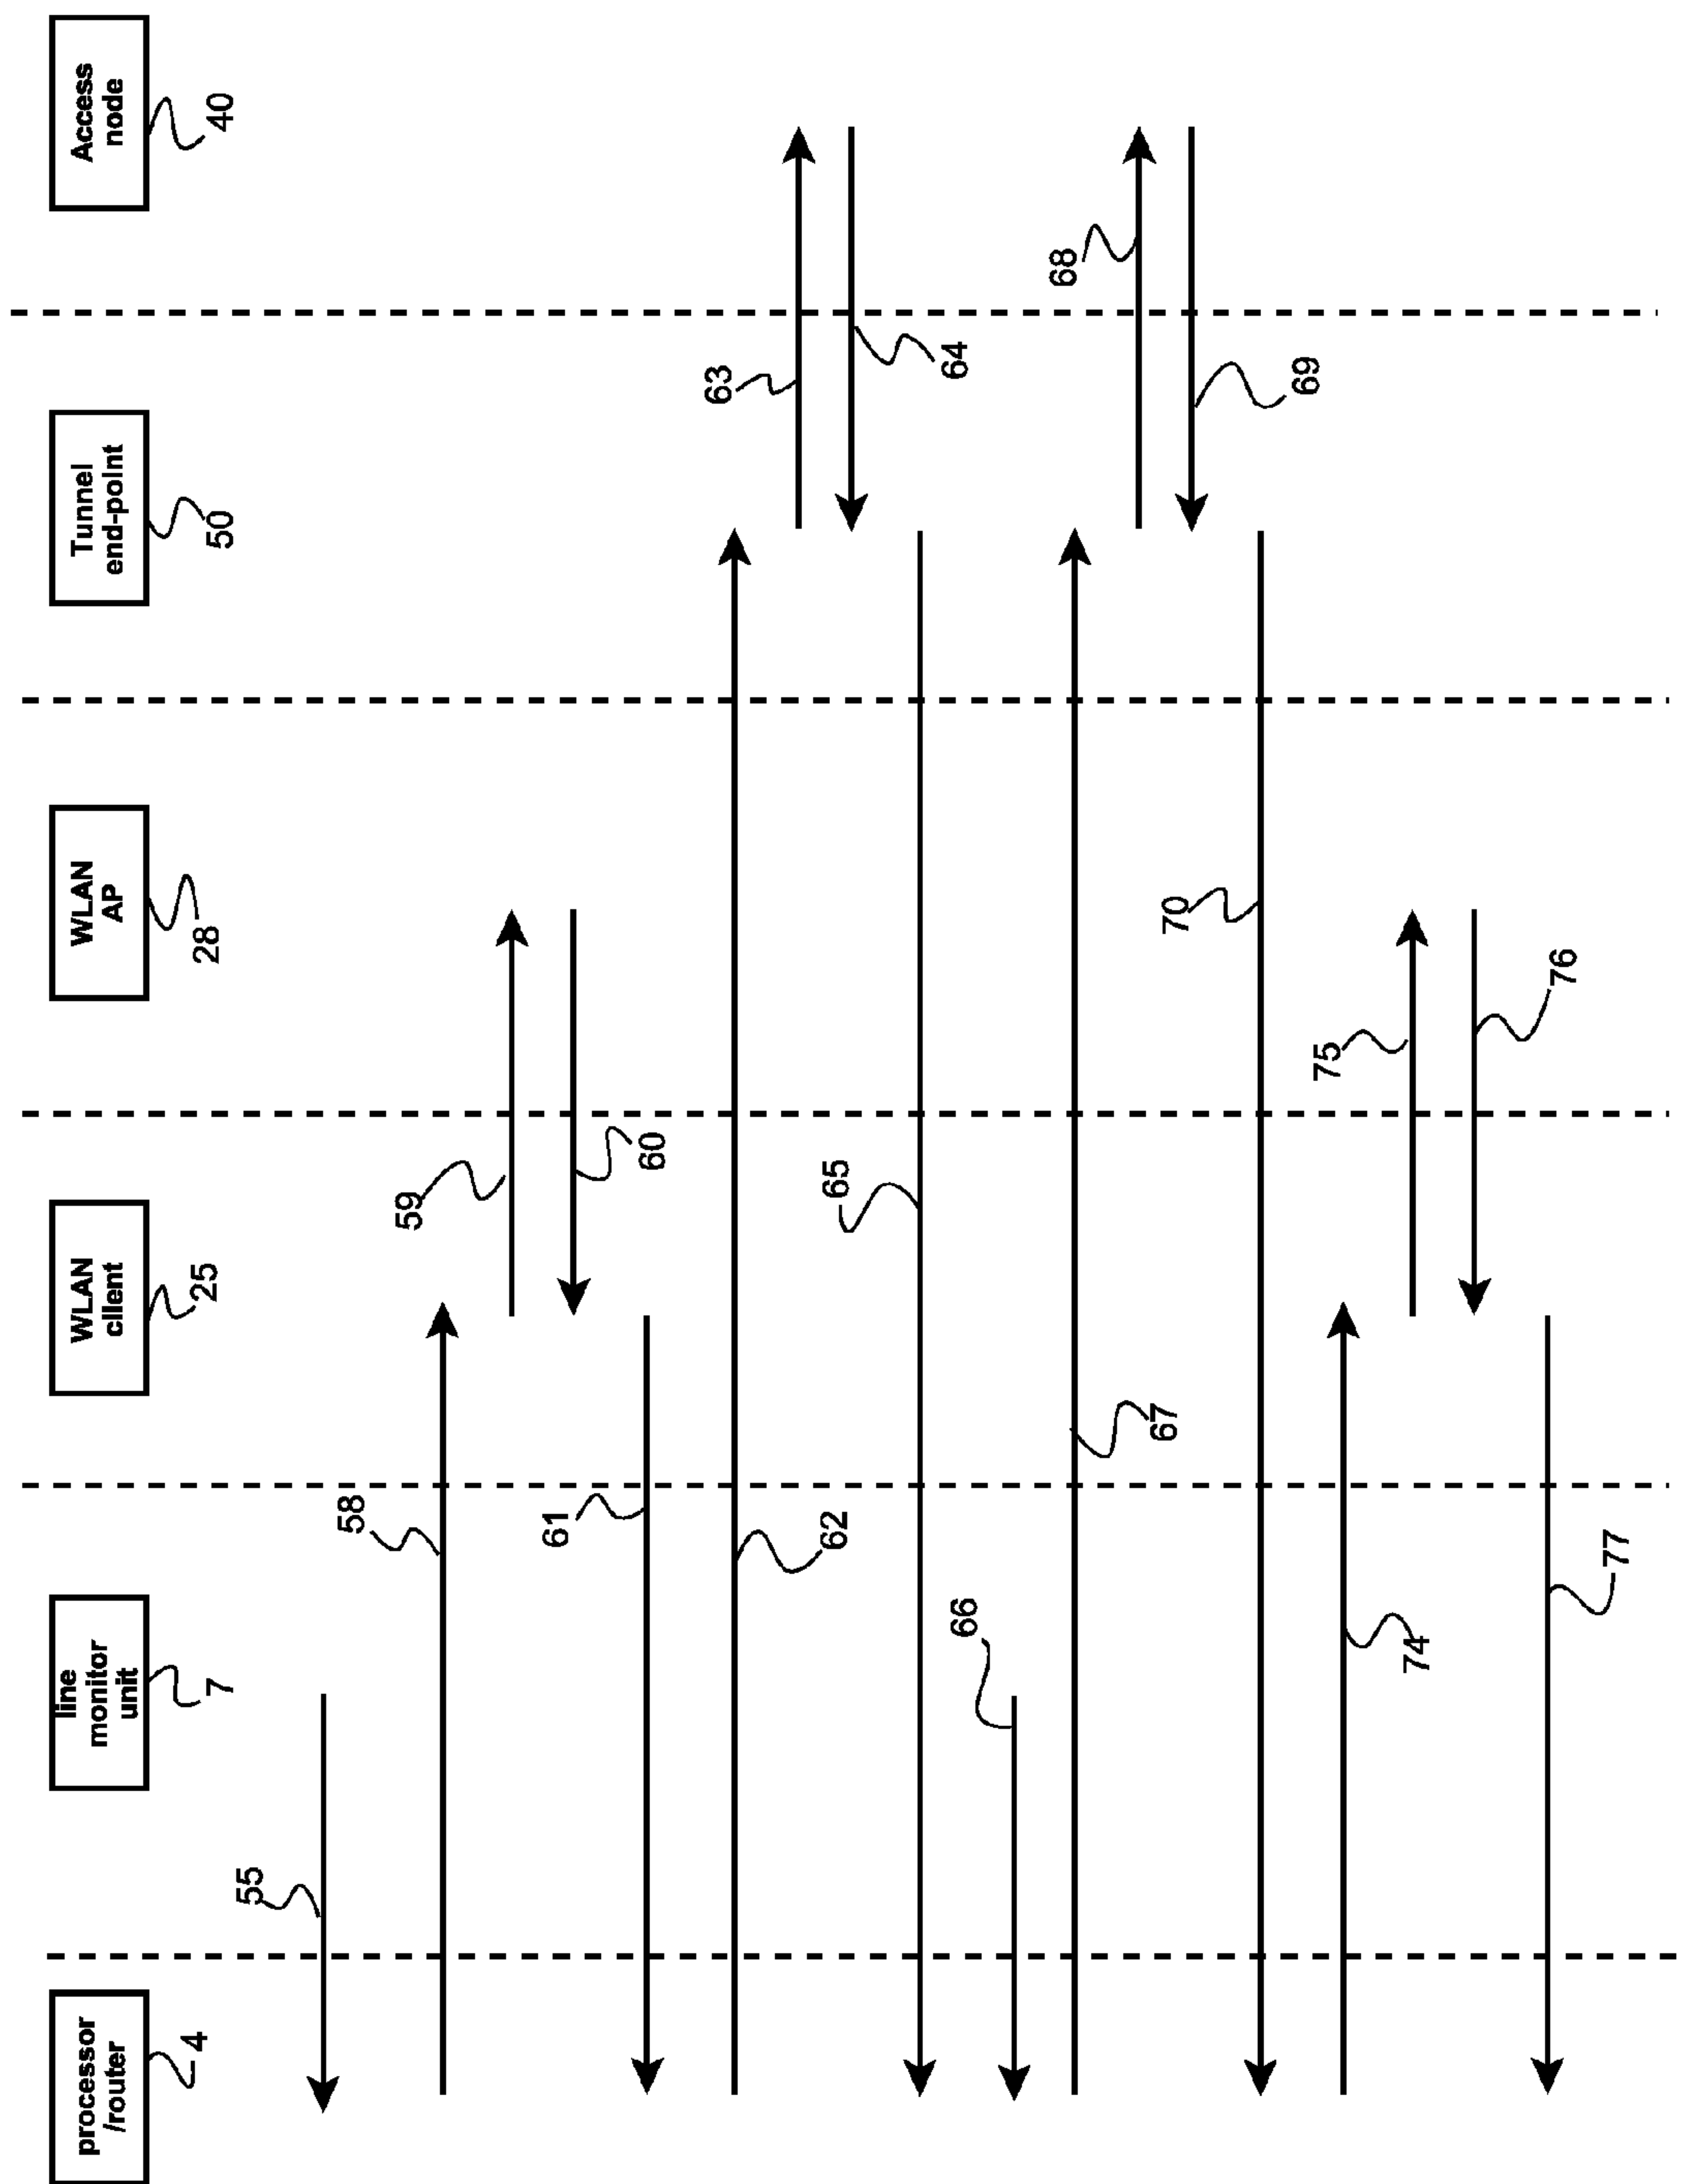 processor
/router
4
line
monitor
unit
7
WLAN
client
25
WLAN
AP
28
Tunnel
end-point
50
Access
node
40
55
58
59
60
61
62
63
64
65
66
67
68
69
70
74
75
76
77